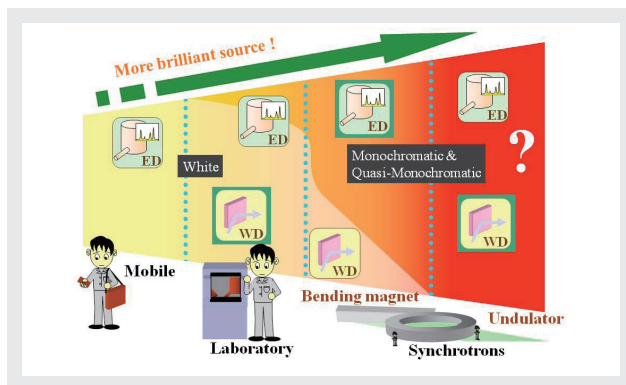 More brilliant source !
ED
ED
ED
ED
White
Monochromatic &
Quasi-Monochromatic
?
WD
WD
WD
Mobile
Bending magnet
Undulator
Laboratory
Synchrotrons